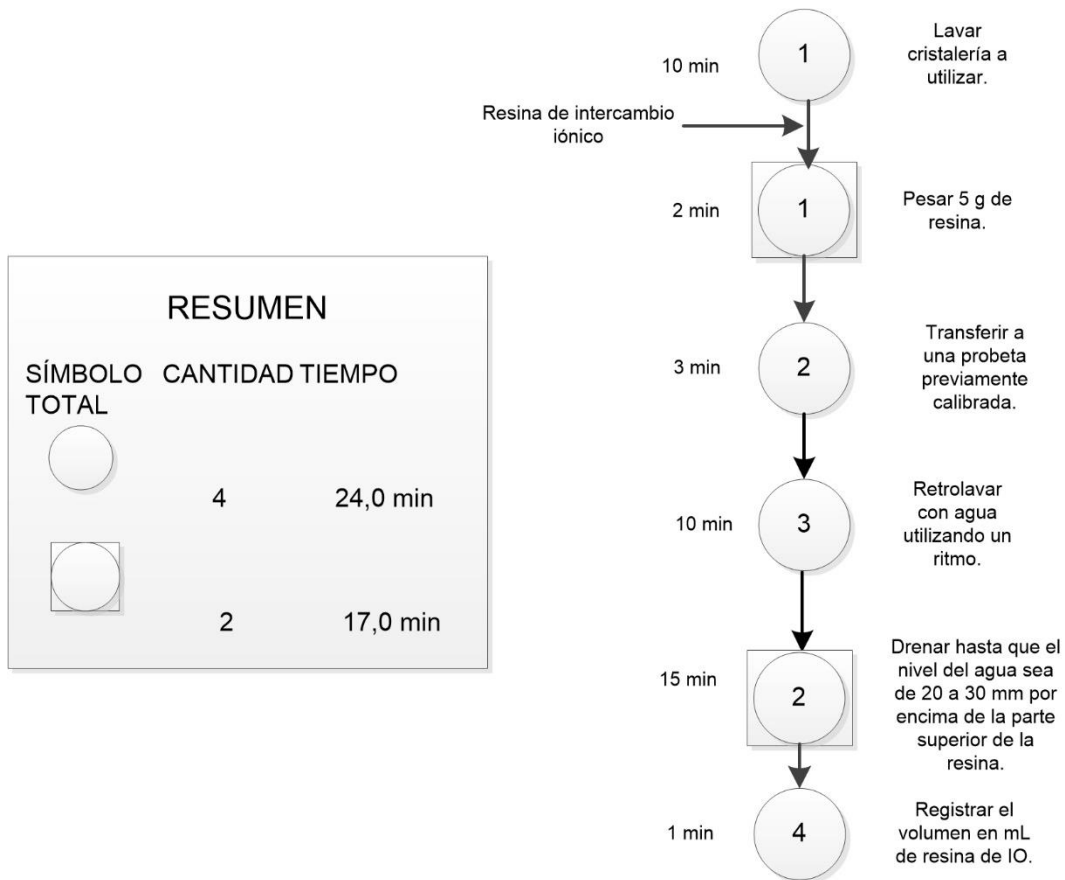 RESUMEN
SÍMBOLO CANTIDAD TIEMPO
TOTAL
4 24,0 min
2 17,0 min
10 min
1
Lavar
cristalería a
utilizar.
Resina de intercambio
iónico
2 min
1
Pesar 5 g de
resina.
3 min
2
Transferir a
una probeta
previamente
calibrada.
10 min
3
Retrolavar
con agua
utilizando un
ritmo.
15 min
2
Drenar hasta que el
nivel del agua sea
de 20 a 30 mm por
encima de la parte
superior de la
resina.
1 min
4
Registrar el
volumen en mL
de resina de IO.